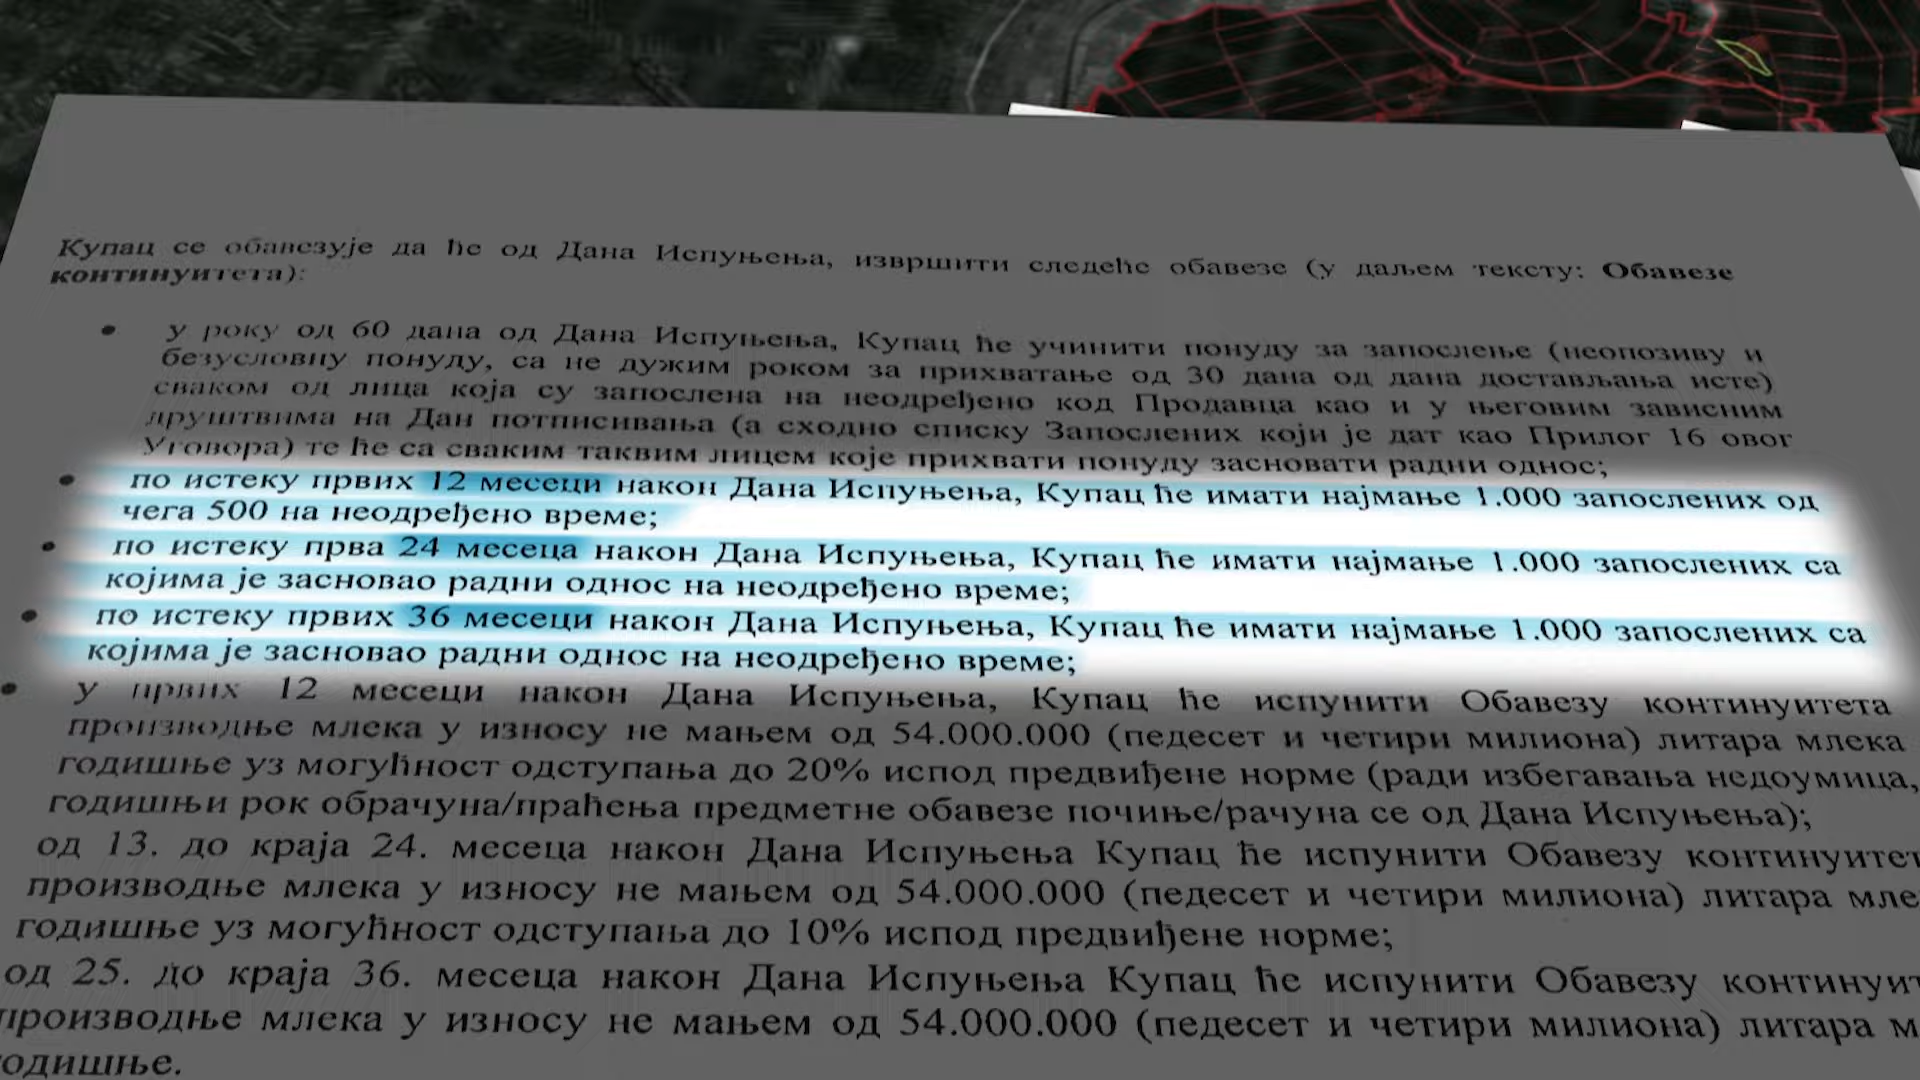 Купац се обавезује да ће од Дана Испуњења, извршити следеће обавезе (у даљем тексту: Обавезе
континуитета):
• у року од 60 дана од Дана Испуњења, Купац ће учинити понуду за запослење (неопозиву и
безусловну понуду, са не дужим роком за прихватање од 30 дана од дана достављања исте)
сваком од лица која су запослена на неодређено код Продавца као и у његовим зависним
друштвима на Дан потписивања (а сходно списку Запослених који је дат као Прилог 16 овог
Уговора) те ће са сваким таквим лицем које прихвати понуду засновати радни однос;
• по истеку првих 12 месеци након Дана Испуњења, Купац ће имати најмање 1.000 запослених од
чега 500 на неодређено време;
• по истеку прва 24 месеца након Дана Испуњења, Купац ће имати најмање 1.000 запослених са
којима је засновао радни однос на неодређено време;
• по истеку првих 36 месеци након Дана Испуњења, Купац ће имати најмање 1.000 запослених са
којима је засновао радни однос на неодређено време;
• у првих 12 месеци након Дана Испуњења, Купац ће испунити Обавезу континуитета
производње млека у износу не мањем од 54.000.000 (педесет и четири милиона) литара млека
годишње уз могућност одступања до 20% испод предвиђене норме (ради избегавања недоумица,
годишњи рок обрачуна/праћења предметне обавезе почиње/рачуна се од Дана Испуњења);
од 13. до краја 24. месеца након Дана Испуњења Купац ће испунити Обавезу континуитет
производње млека у износу не мањем од 54.000.000 (педесет и четири милиона) литара мле
годишње уз могућност одступања до 10% испод предвиђене норме;
од 25. до краја 36. месеца након Дана Испуњења Купац ће испунити Обавезу континуит
производње млека у износу не мањем од 54.000.000 (педесет и четири милиона) литара м
одишње.